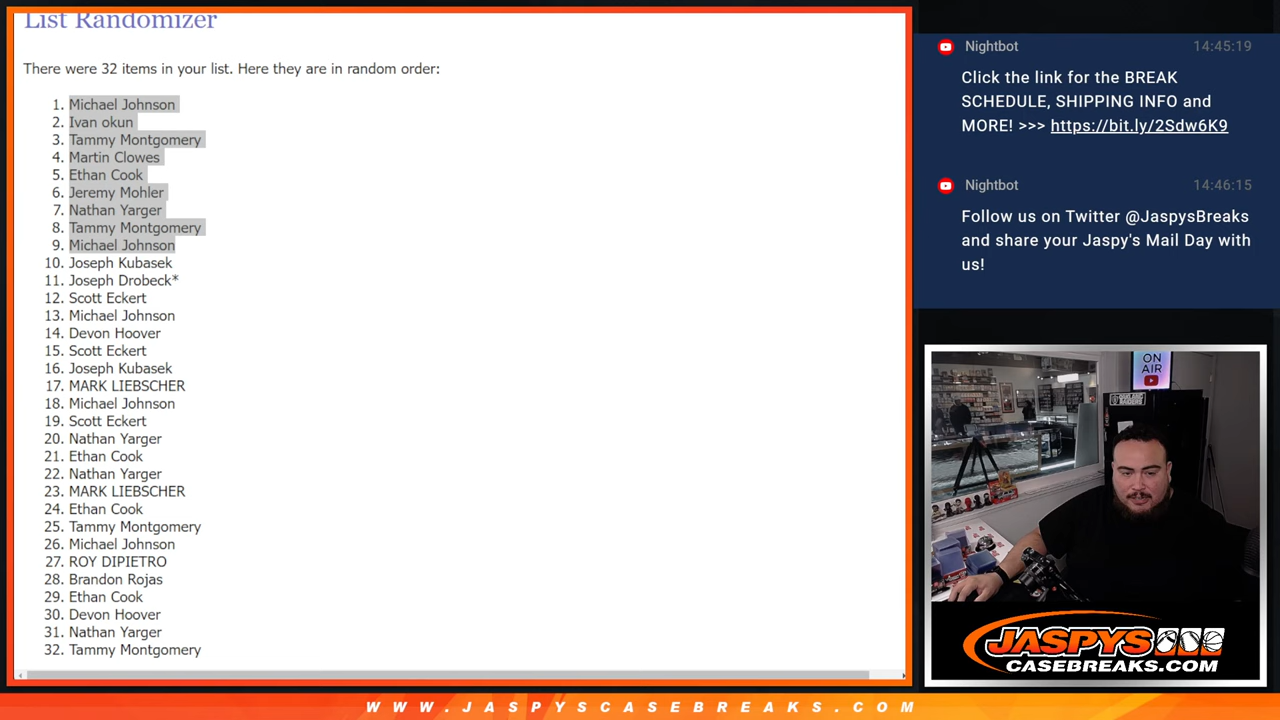 List Randomizer
There were 32 items in your list. Here they are in random order:
1. Michael Johnson
2. Ivan okun
3. Tammy Montgomery
4. Martin Clowes
5. Ethan Cook
6. Jeremy Mohler
7. Nathan Yarger
8. Tammy Montgomery
9. Michael Johnson
10. Joseph Kubasek
11. Joseph Drobeck*
12. Scott Eckert
13. Michael Johnson
14. Devon Hoover
15. Scott Eckert
16. Joseph Kubasek
17. MARK LIEBSCHER
18. Michael Johnson
19. Scott Eckert
20. Nathan Yarger
21. Ethan Cook
22. Nathan Yarger
23. MARK LIEBSCHER
24. Ethan Cook
25. Tammy Montgomery
26. Michael Johnson
27. ROY DIPIETRO
28. Brandon Rojas
29. Ethan Cook
30. Devon Hoover
31. Nathan Yarger
32. Tammy Montgomery
Nightbot 14:45:19
Click the link for the BREAK
SCHEDULE, SHIPPING INFO and
MORE! >>> https://bit.ly/2Sdw6K9
Nightbot 14:46:15
Follow us on Twitter @JaspysBreaks
and share your Jaspy's Mail Day with
us!
ON
AIR
JASPYS
CASEBREAKS.COM
WWW.JASPYSCASEBREAKS.COM